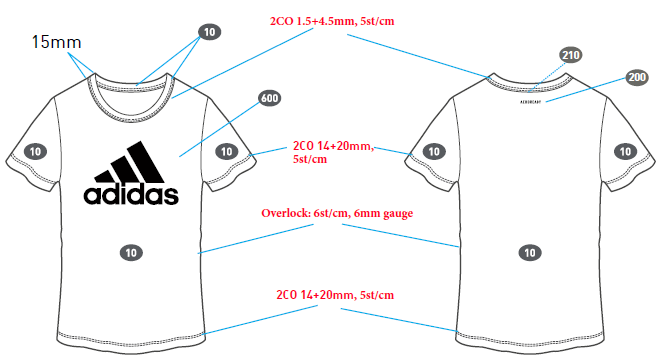 2CO 1.5+4.5mm, 5st/cm
15mm
10
210
200
AEROREADY
600
10
10
10
10
2CO 14+20mm,
5st/cm
adidas
Overlock: 6st/cm, 6mm gauge
10
10
2CO 14+20mm, 5st/cm